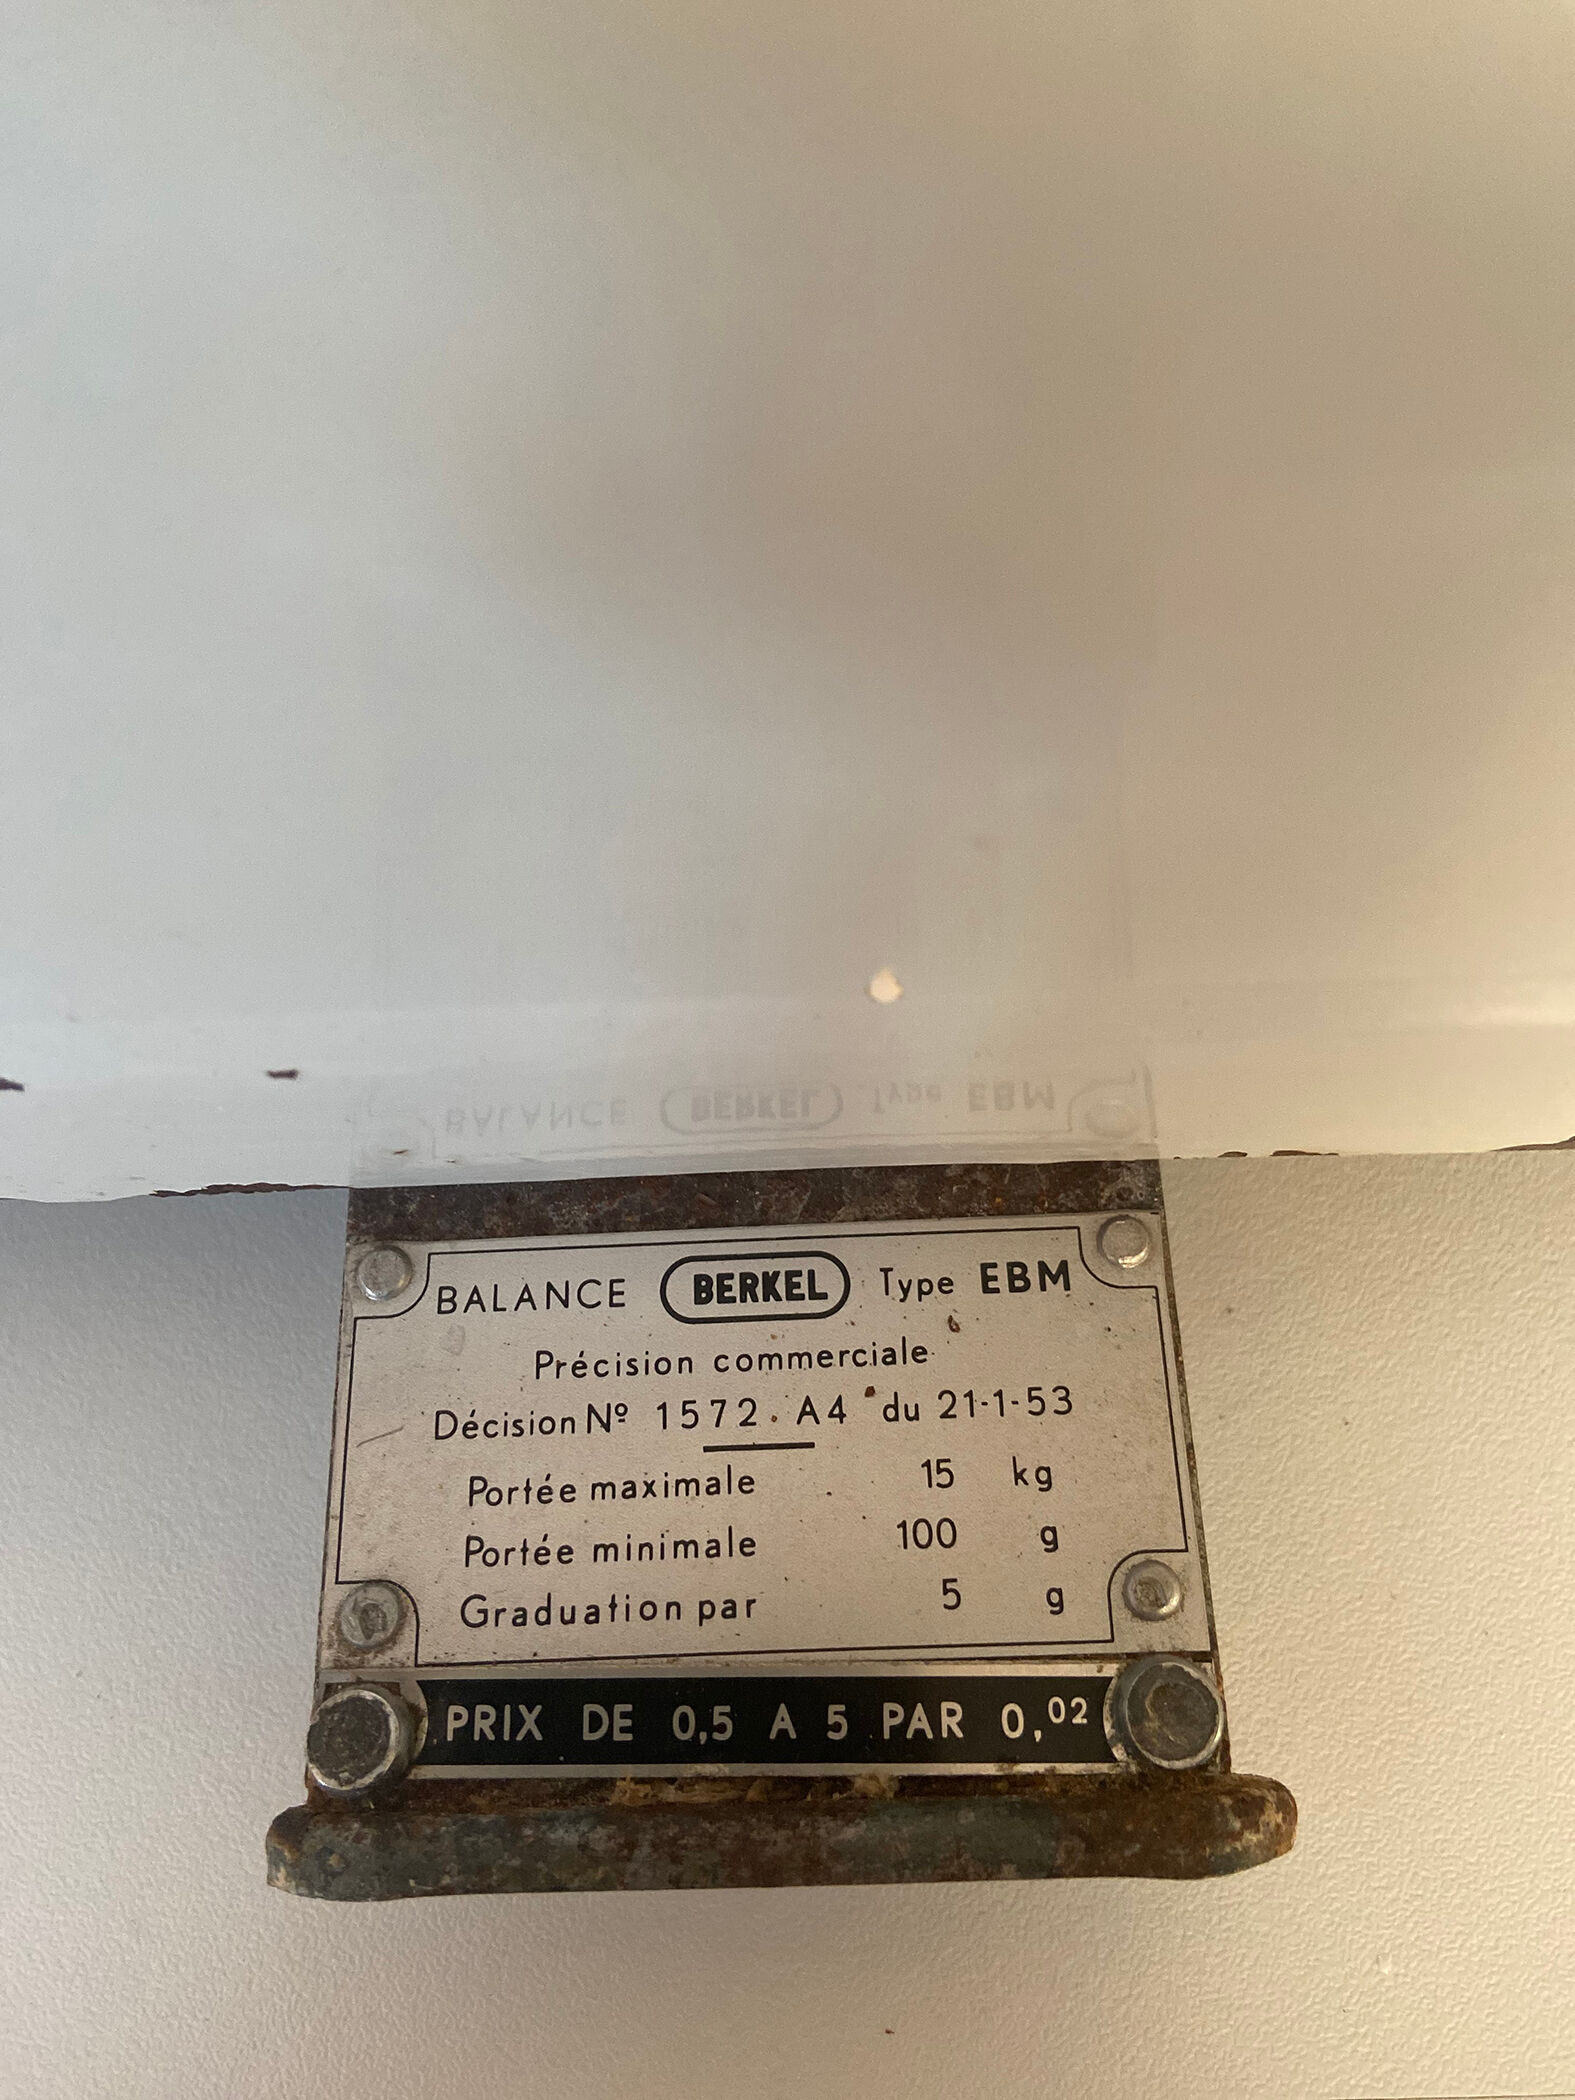 BALANCE BERKEL Type EBM
Précision commerciale
Décision Nº 1572. A4 du 21-1-53
Portée maximale 15 kg
Portée minimale 100 g
Graduation par 5 g
PRIX DE 0,5 A 5 PAR 0,02